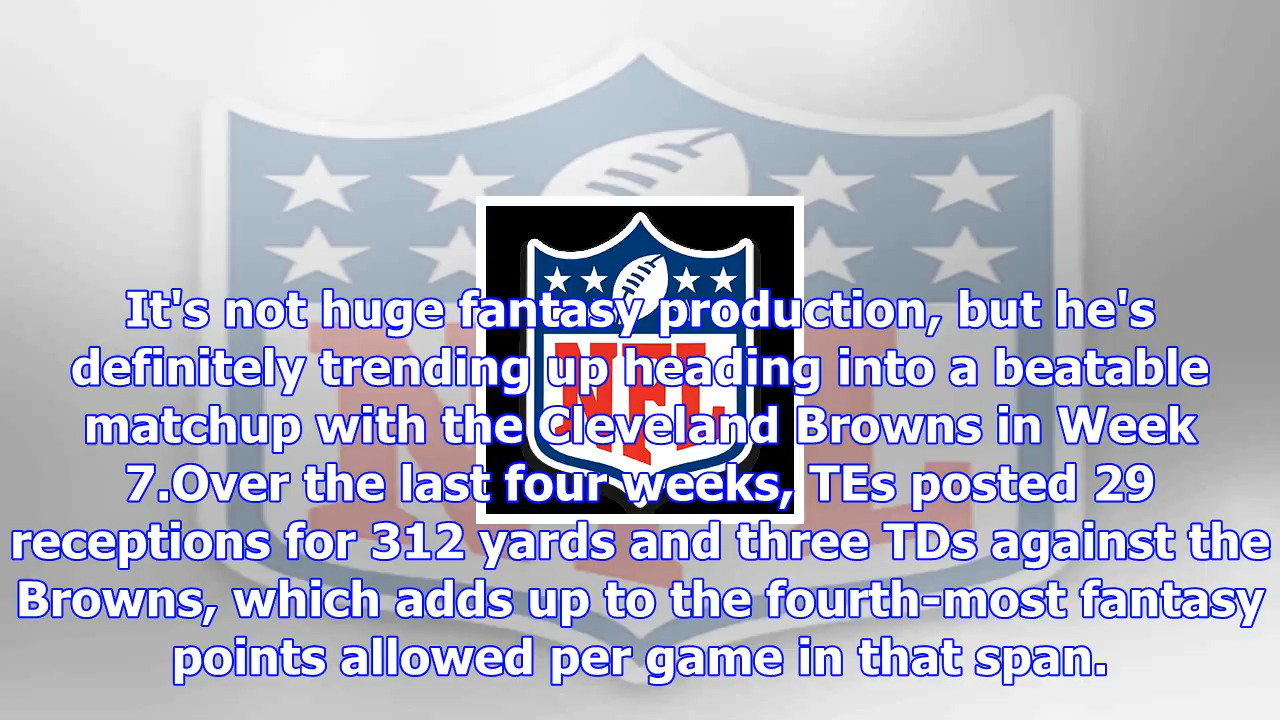 NFL
NFL
It's not huge fantasy production, but he's
definitely trending up heading into a beatable
matchup with the Cleveland Browns in Week
7.Over the last four weeks, TEs posted 29
receptions for 312 yards and three TDs against the
Browns, which adds up to the fourth-most fantasy
points allowed per game in that span.